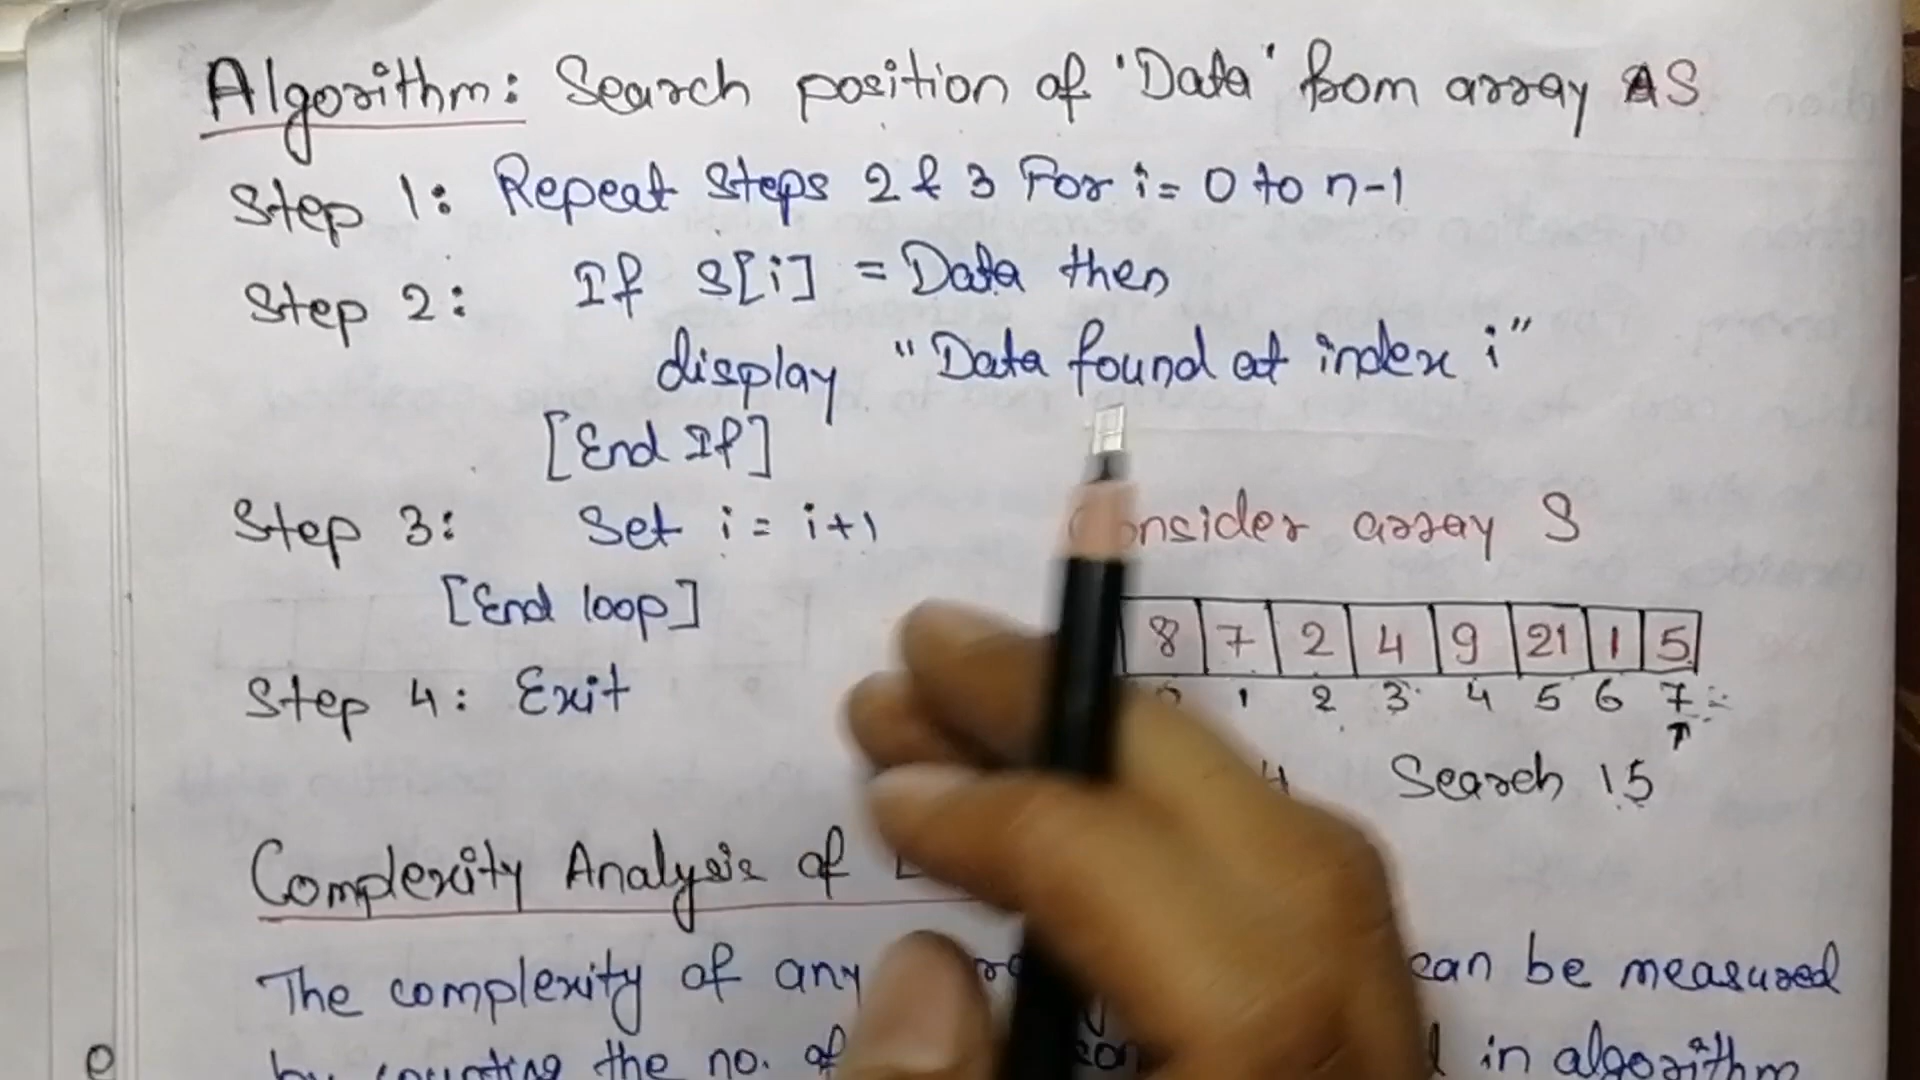 Algorithm: Search position of 'Data' from array S
Step 1: Repeat Steps 2 & 3 For i = 0 to n-1
Step 2: If S[i] = Data then
display "Data found at index i"
[End If]
Step 3: Set i = i+1
[End loop]
Step 4: Exit
array S
8 7 2 4 9 21 1 5
1 2 3 4 5 6 7
Search 15
Complexity Analysis of
The complexity of any can be measured
by counting the no. of in algorithm